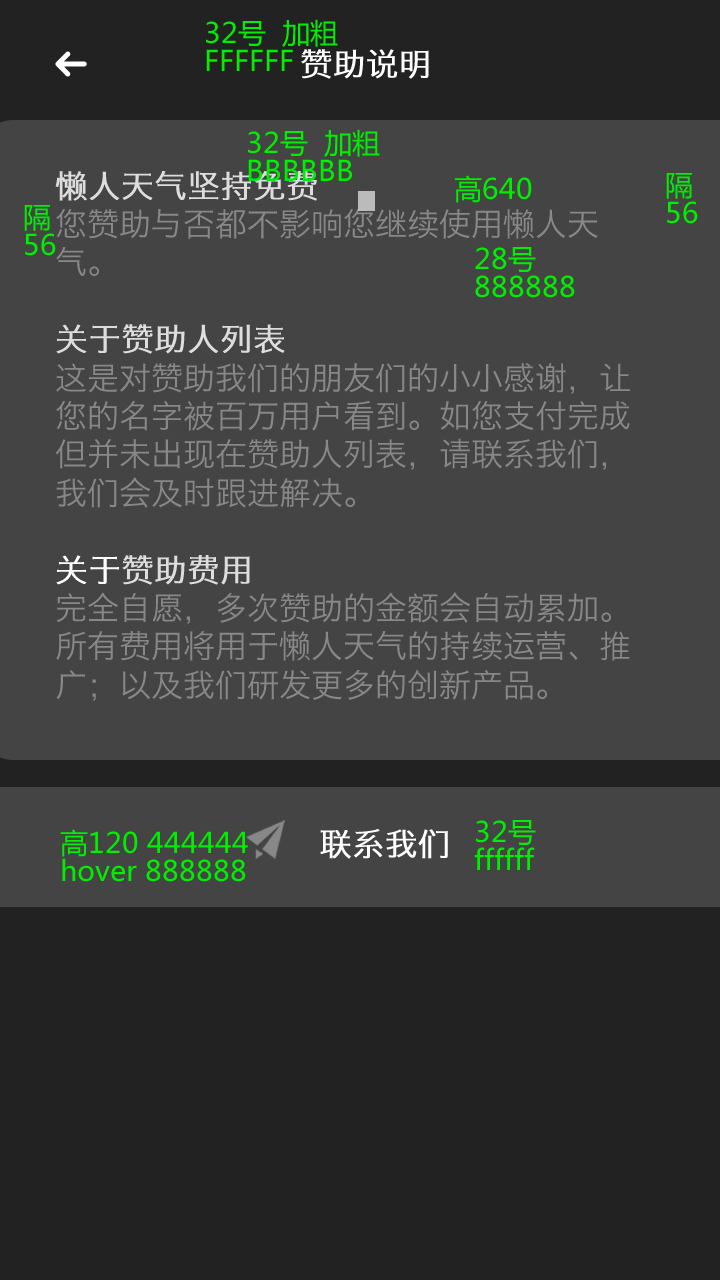 32号 加粗
FFFFFF
赞助说明
32号 加粗
BBBBBB
懒人天气坚持免费
高640
隔
56
隔
56
您赞助与否都不影响您继续使用懒人天
气。
28号
888888
关于赞助人列表
这是对赞助我们的朋友们的小小感谢，让
您的名字被百万用户看到。如您支付完成
但并未出现在赞助人列表，请联系我们，
我们会及时跟进解决。
关于赞助费用
完全自愿，多次赞助的金额会自动累加。
所有费用将用于懒人天气的持续运营、推
广；以及我们研发更多的创新产品。
高120 444444
hover 888888
联系我们
32号
ffffff